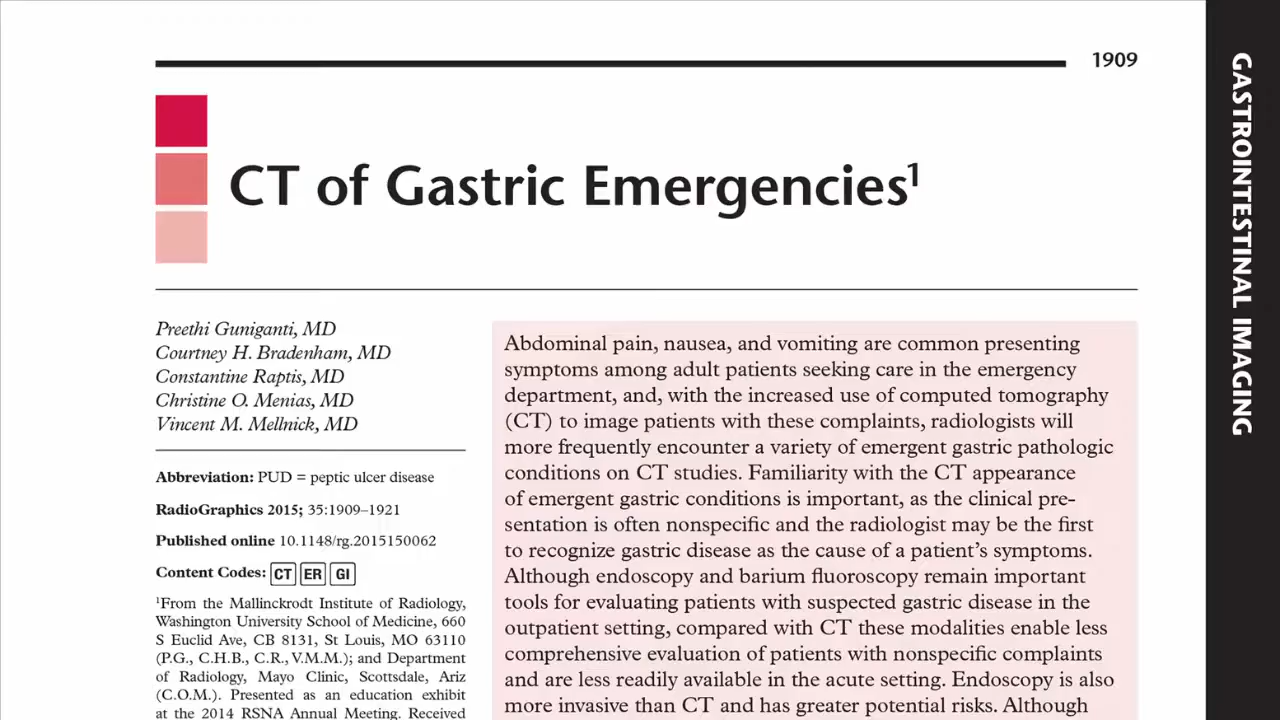 1909
GASTROINTESTINAL IMAGING
CT of Gastric Emergencies¹
Preethi Guniganti, MD
Courtney H. Bradenham, MD
Constantine Raptis, MD
Christine O. Menias, MD
Vincent M. Mellnick, MD
Abbreviation: PUD = peptic ulcer disease
RadioGraphics 2015; 35:1909–1921
Published online 10.1148/rg.2015150062
Content Codes: CT ER GI
¹From the Mallinckrodt Institute of Radiology,
Washington University School of Medicine, 660
S Euclid Ave, CB 8131, St Louis, MO 63110
(P.G., C.H.B., C.R., V.M.M.); and Department
of Radiology, Mayo Clinic, Scottsdale, Ariz
(C.O.M.). Presented as an education exhibit
at the 2014 RSNA Annual Meeting. Received
Abdominal pain, nausea, and vomiting are common presenting
symptoms among adult patients seeking care in the emergency
department, and, with the increased use of computed tomography
(CT) to image patients with these complaints, radiologists will
more frequently encounter a variety of emergent gastric pathologic
conditions on CT studies. Familiarity with the CT appearance
of emergent gastric conditions is important, as the clinical pre-
sentation is often nonspecific and the radiologist may be the first
to recognize gastric disease as the cause of a patient's symptoms.
Although endoscopy and barium fluoroscopy remain important
tools for evaluating patients with suspected gastric disease in the
outpatient setting, compared with CT these modalities enable less
comprehensive evaluation of patients with nonspecific complaints
and are less readily available in the acute setting. Endoscopy is also
more invasive than CT and has greater potential risks. Although